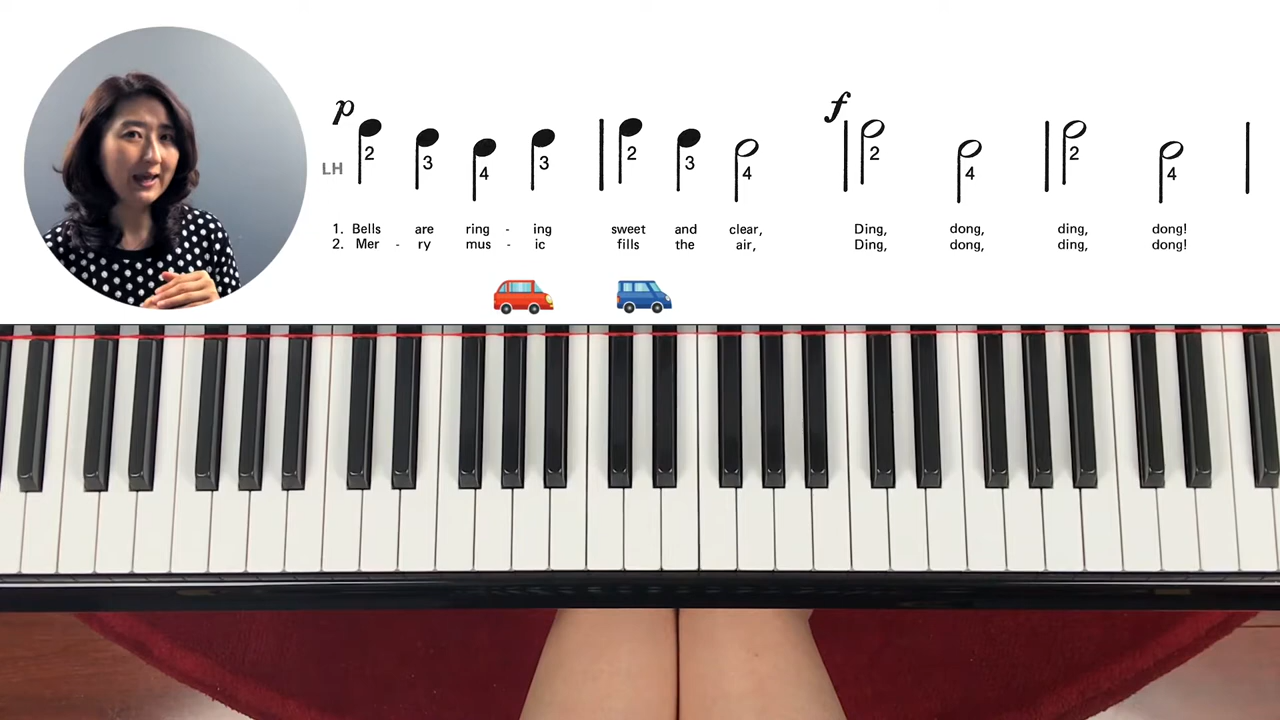 p f
2 3 4 3 2 3 4 2 4 2 4
LH
1. Bells are ring - ing sweet and clear, Ding, dong, ding, dong!
2. Mer - ry mus - ic fills the air, Ding, dong, ding, dong!